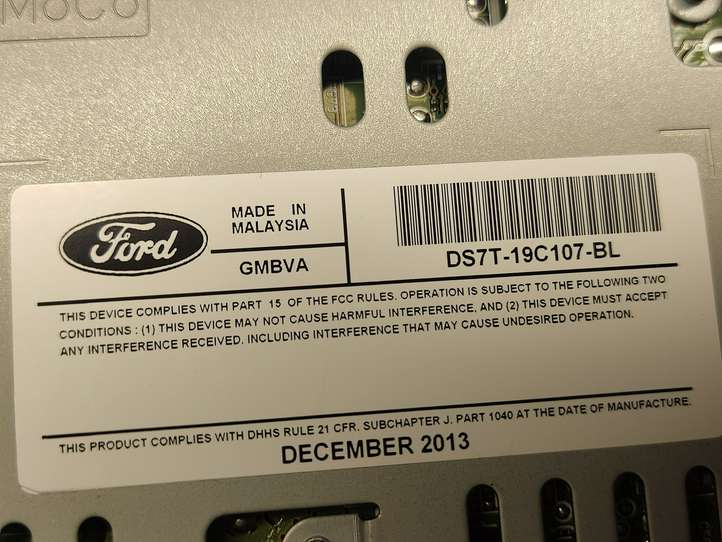 MoCo
Ford
MADE IN
MALAYSIA
GMBVA
DS7T-19C107-BL
THIS DEVICE COMPLIES WITH PART 15 OF THE FCC RULES. OPERATION IS SUBJECT TO THE FOLLOWING TWO
CONDITIONS : (1) THIS DEVICE MAY NOT CAUSE HARMFUL INTERFERENCE, AND (2) THIS DEVICE MUST ACCEPT
ANY INTERFERENCE RECEIVED, INCLUDING INTERFERENCE THAT MAY CAUSE UNDESIRED OPERATION.
THIS PRODUCT COMPLIES WITH DHHS RULE 21 CFR. SUBCHAPTER J. PART 1040 AT THE DATE OF MANUFACTURE.
DECEMBER 2013